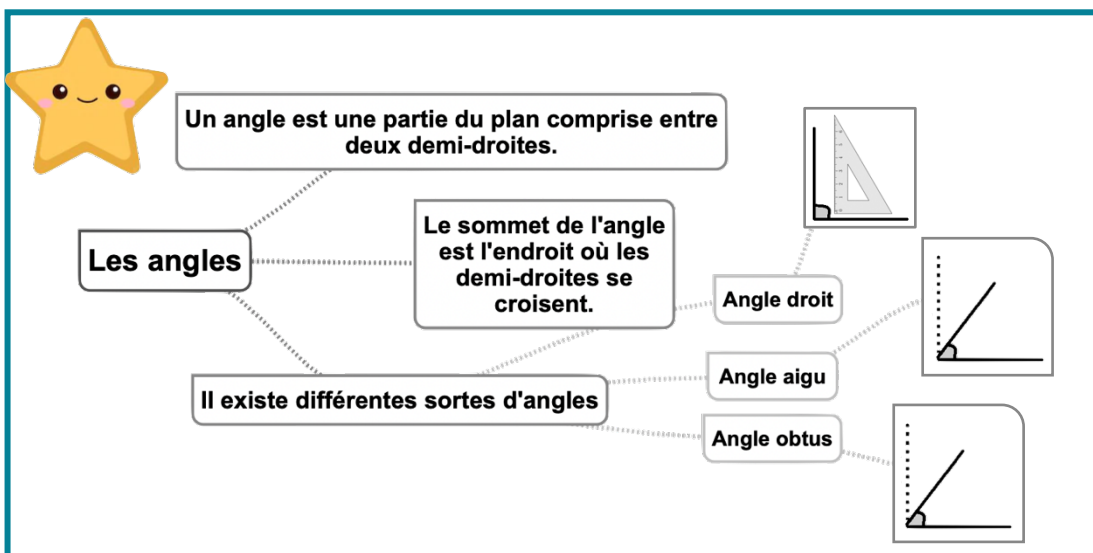 Un angle est une partie du plan comprise entre
deux demi-droites.
Les angles
Le sommet de l'angle
est l'endroit où les
demi-droites se
croisent.
Angle droit
Angle aigu
Il existe différentes sortes d'angles
Angle obtus